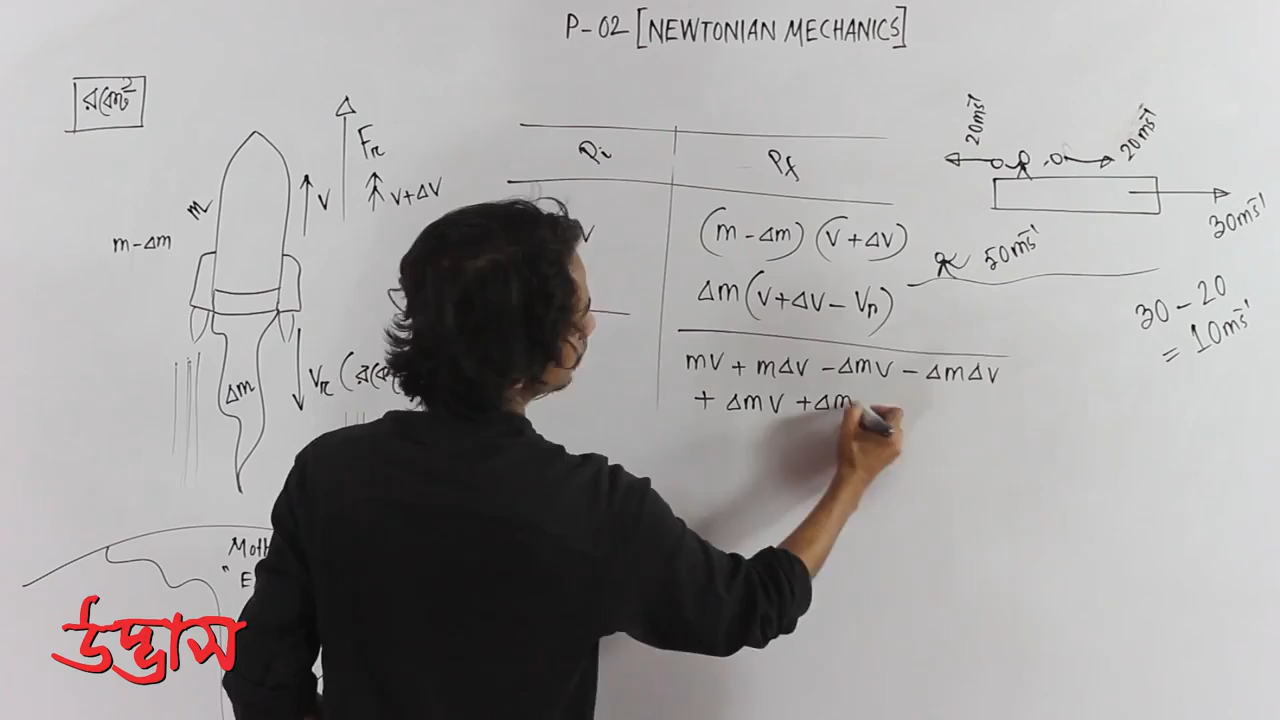 P-02 [NEWTONIAN MECHANICS]
রকেট
m
m-Δm
Fr
V
V+ΔV
Δm
Vr (রকে
Moth
" E
Pi
Pf
V
(m-Δm) (V+ΔV)
Δm(V+ΔV-Vr)
mV + mΔV - ΔmV - ΔmΔV
+ ΔmV + Δm
20ms⁻¹
20ms⁻¹
30ms⁻¹
50ms⁻¹
30-20
= 10ms⁻¹
উদ্ভাস